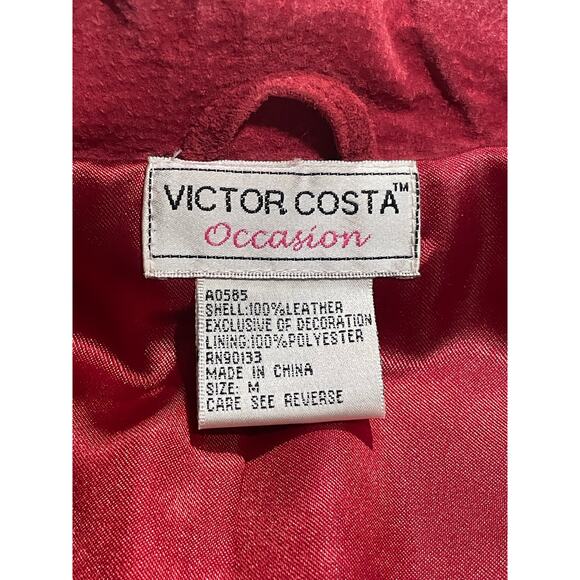 VICTOR COSTA™
Occasion
A0585
SHELL:100%LEATHER
EXCLUSIVE OF DECORATION
LINING:100%POLYESTER
RN90133
MADE IN CHINA
SIZE: M
CARE SEE REVERSE